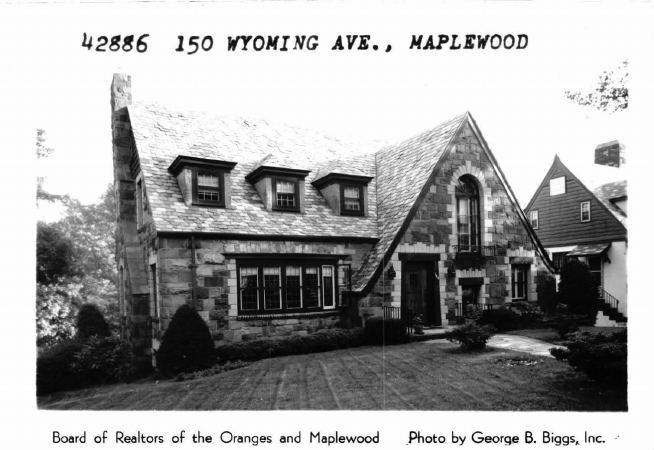 42886 150 WYOMING AVE., MAPLEWOOD
Board of Realtors of the Oranges and Maplewood Photo by George B. Biggs, Inc.